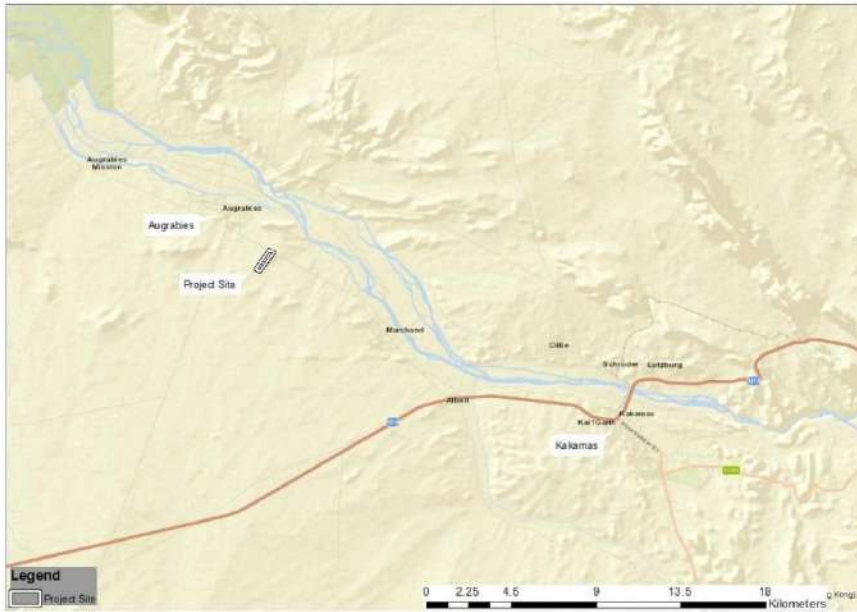 Augrabies
Mission
Augrabies
Augrabies
Project Site
Marchand
Cillie
Schroder
Lutzburg
Alheit
Kakamas
Kakamas
Legend
Project Site
0 2.25 4.5 9 13.5 18
Kilometers